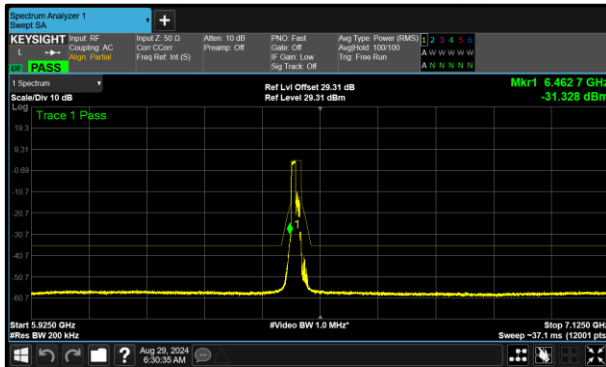 Spectrum Analyzer 1
Swept SA
KEYSIGHT Input: RF Input Z: 50 Ω Atten: 10 dB PNO: Fast Avg Type: Power (RMS) 1 2 3 4 5 6
L Coupling: AC Corr CCorr Preamp: Off Gate: Off Avg|Hold: 100/100 A W W W W W
Align: Partial Freq Ref: Int (S) IF Gain: Low Trig: Free Run
LVI PASS Sig Track: Off A N N N N N
1 Spectrum Ref Lvl Offset 29.31 dB Mkr1 6.462 7 GHz
Scale/Div 10 dB Ref Level 29.31 dBm -31.328 dBm
Log
Trace 1 Pass
19.3
9.31
-0.69
-10.7
-20.7
1
-30.7
-40.7
-50.7
-60.7
Start 5.9250 GHz #Video BW 1.0 MHz* Stop 7.1250 GHz
#Res BW 200 kHz Sweep ~37.1 ms (12001 pts)
? Aug 29, 2024
6:30:35 AM